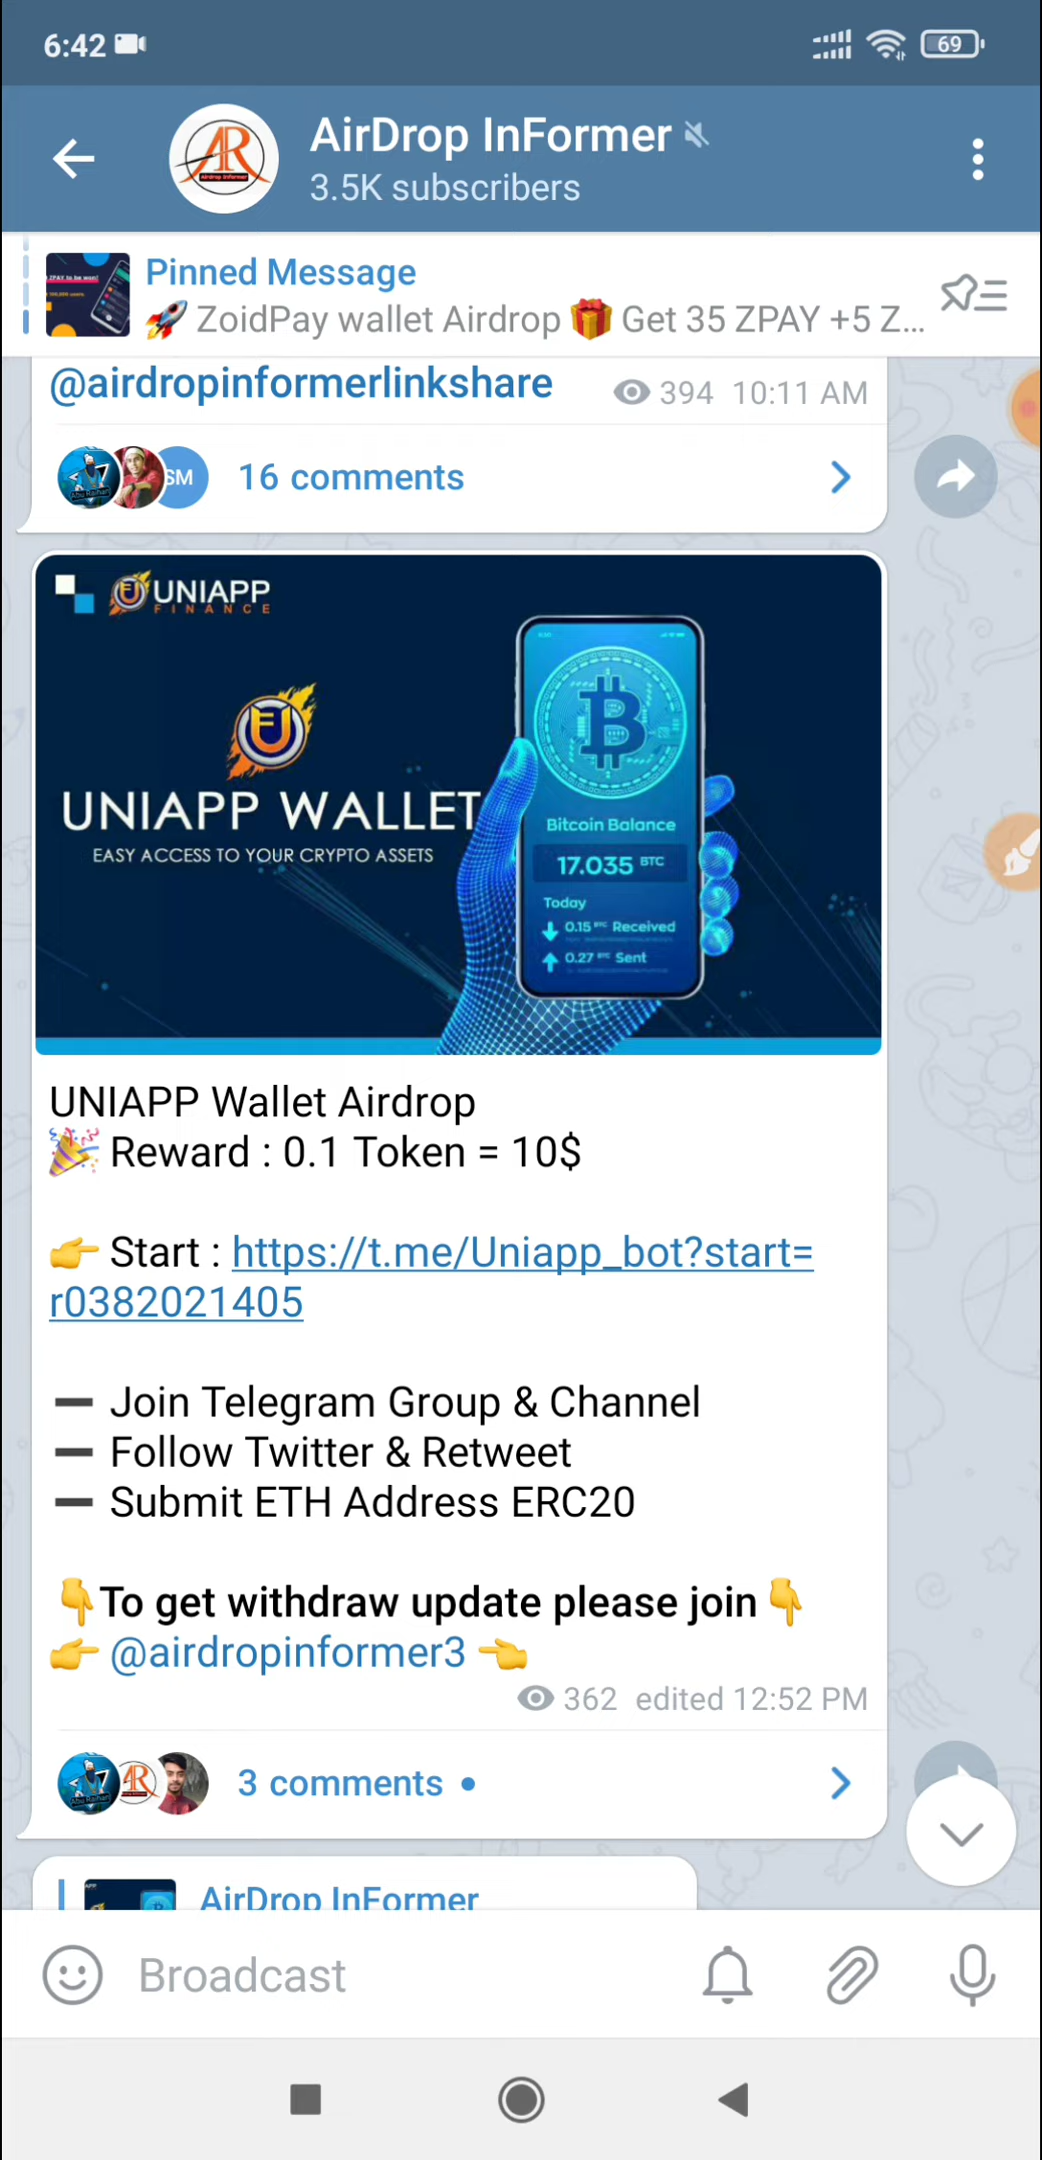 6:42
69
AirDrop InFormer
3.5K subscribers
Pinned Message
🚀 ZoidPay wallet Airdrop 🎁 Get 35 ZPAY +5 Z...
@airdropinformerlinkshare
394 10:11 AM
SM
16 comments
UNIAPP
FINANCE
UNIAPP WALLET
EASY ACCESS TO YOUR CRYPTO ASSETS
Bitcoin Balance
17.035 BTC
Today
0.15 BTC Received
0.27 BTC Sent
UNIAPP Wallet Airdrop
🎉 Reward : 0.1 Token = 10$
👉 Start : https://t.me/Uniapp_bot?start=
r0382021405
➖ Join Telegram Group & Channel
➖ Follow Twitter & Retweet
➖ Submit ETH Address ERC20
👇To get withdraw update please join👇
👉 @airdropinformer3 👈
362 edited 12:52 PM
3 comments
AirDrop InFormer
Broadcast